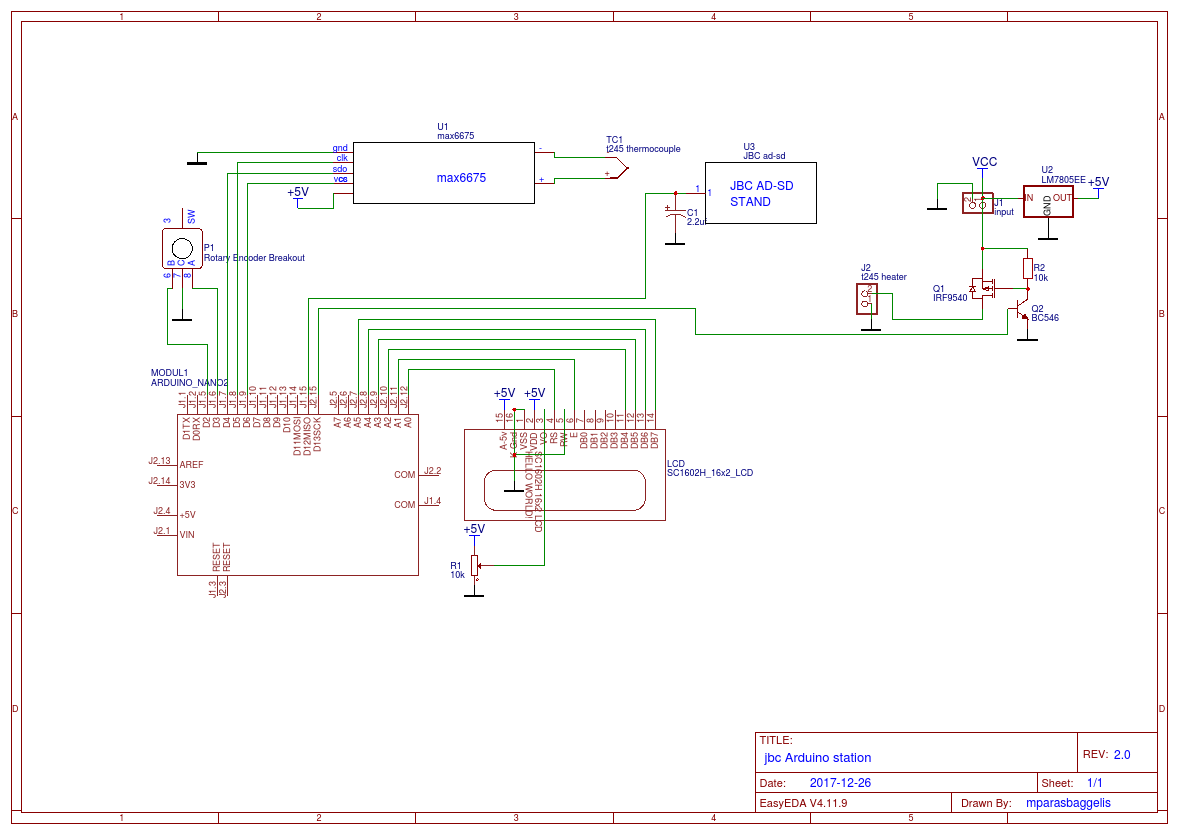 1 2 3 4 5
A A
B B
C C
D D
U1
max6675
gnd
clk
sdo
vcc
cs
max6675
-
+
TC1
t245 thermocouple
+
+5V
U3
JBC ad-sd
1 1
JBC AD-SD
STAND
+
C1
2.2uf
VCC
2 1
J1
input
U2
LM7805EE
IN OUT
GND
+5V
3 SW
P1
Rotary Encoder Breakout
B C A
6 7 8
J2
t245 heater
2
1
Q1
IRF9540
R2
10k
Q2
BC546
MODUL1
ARDUINO_NANO2
J1.1 J1.2 J1.5 J1.6 J1.7 J1.8 J1.9 J1.10 J1.11 J1.12 J1.13 J1.14 J1.15 J2.15 J2.5 J2.6 J2.7 J2.8 J2.9 J2.10 J2.11 J2.12
D1TX D0RX D2 D3 D4 D5 D6 D7 D8 D9 D10 D11MOSI D12MISO D13SCK A7 A6 A5 A4 A3 A2 A1 A0
J2.13 AREF
J2.14 3V3
J2.4 +5V
J2.1 VIN
COM J2.2
COM J1.4
RESET RESET
J1.3 J2.3
+5V +5V
15 16 1 2 3 4 5 6 7 8 9 10 11 12 13 14
A-5v K-Gnd VSS VDD VO RS RW E DB0 DB1 DB2 DB3 DB4 DB5 DB6 DB7
HELLO WORLD!
SC1602H 16x2 LCD
LCD
SC1602H_16x2_LCD
+5V
R1
10k
TITLE:
jbc Arduino station
REV: 2.0
Date: 2017-12-26
Sheet: 1/1
EasyEDA V4.11.9
Drawn By: mparasbaggelis
1 2 3 4 5